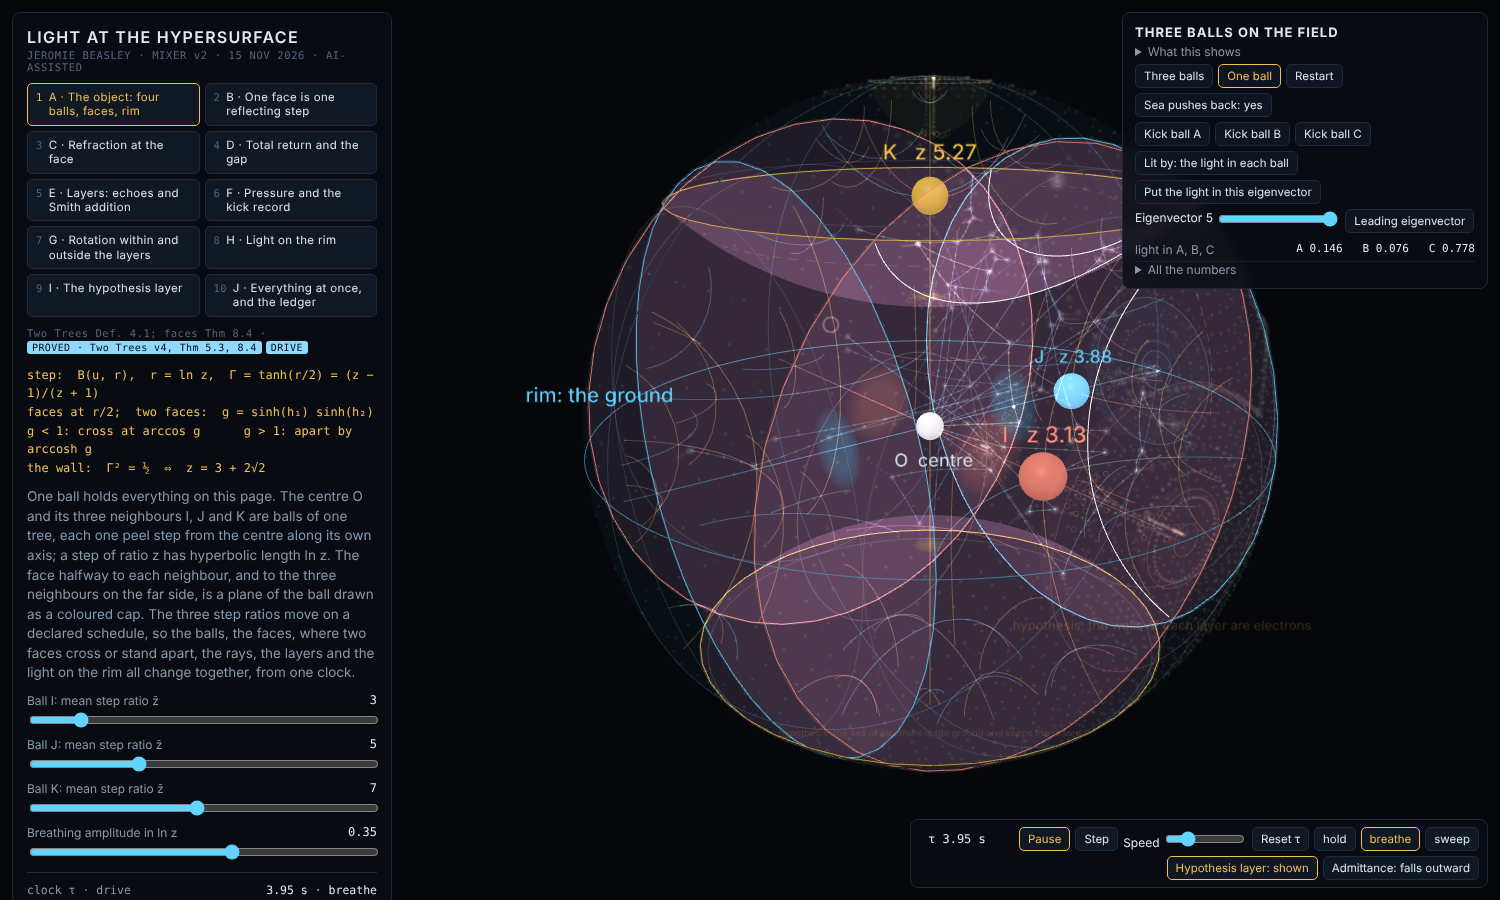 LIGHT AT THE HYPERSURFACE
JEROMIE BEASLEY · MIXER v2 · 15 NOV 2026 · AI-
ASSISTED
1 A · The object: four
balls, faces, rim
2 B · One face is one
reflecting step
3 C · Refraction at the
face
4 D · Total return and the
gap
5 E · Layers: echoes and
Smith addition
6 F · Pressure and the
kick record
7 G · Rotation within and
outside the layers
8 H · Light on the rim
9 I · The hypothesis layer
10 J · Everything at once,
and the ledger
Two Trees Def. 4.1; faces Thm 8.4 ·
PROVED · Two Trees v4, Thm 5.3, 8.4 DRIVE
step: B(u, r), r = ln z, Γ = tanh(r/2) = (z −
1)/(z + 1)
faces at r/2; two faces: g = sinh(h₁) sinh(h₂)
g < 1: cross at arccos g g > 1: apart by
arccosh g
the wall: Γ² = ½ ⇔ z = 3 + 2√2
One ball holds everything on this page. The centre O
and its three neighbours I, J and K are balls of one
tree, each one peel step from the centre along its own
axis; a step of ratio z has hyperbolic length ln z. The
face halfway to each neighbour, and to the three
neighbours on the far side, is a plane of the ball drawn
as a coloured cap. The three step ratios move on a
declared schedule, so the balls, the faces, where two
faces cross or stand apart, the rays, the layers and the
light on the rim all change together, from one clock.
Ball I: mean step ratio z̄ 3
Ball J: mean step ratio z̄ 5
Ball K: mean step ratio z̄ 7
Breathing amplitude in ln z 0.35
clock τ · drive 3.95 s · breathe
K z 5.27
J z 3.88
rim: the ground
I z 3.13
O centre
THREE BALLS ON THE FIELD
▶ What this shows
Three balls One ball Restart
Sea pushes back: yes
Kick ball A Kick ball B Kick ball C
Lit by: the light in each ball
Put the light in this eigenvector
Eigenvector 5 Leading eigenvector
light in A, B, C A 0.146 B 0.076 C 0.778
▶ All the numbers
τ 3.95 s Pause Step Speed Reset τ hold breathe sweep
Hypothesis layer: shown Admittance: falls outward